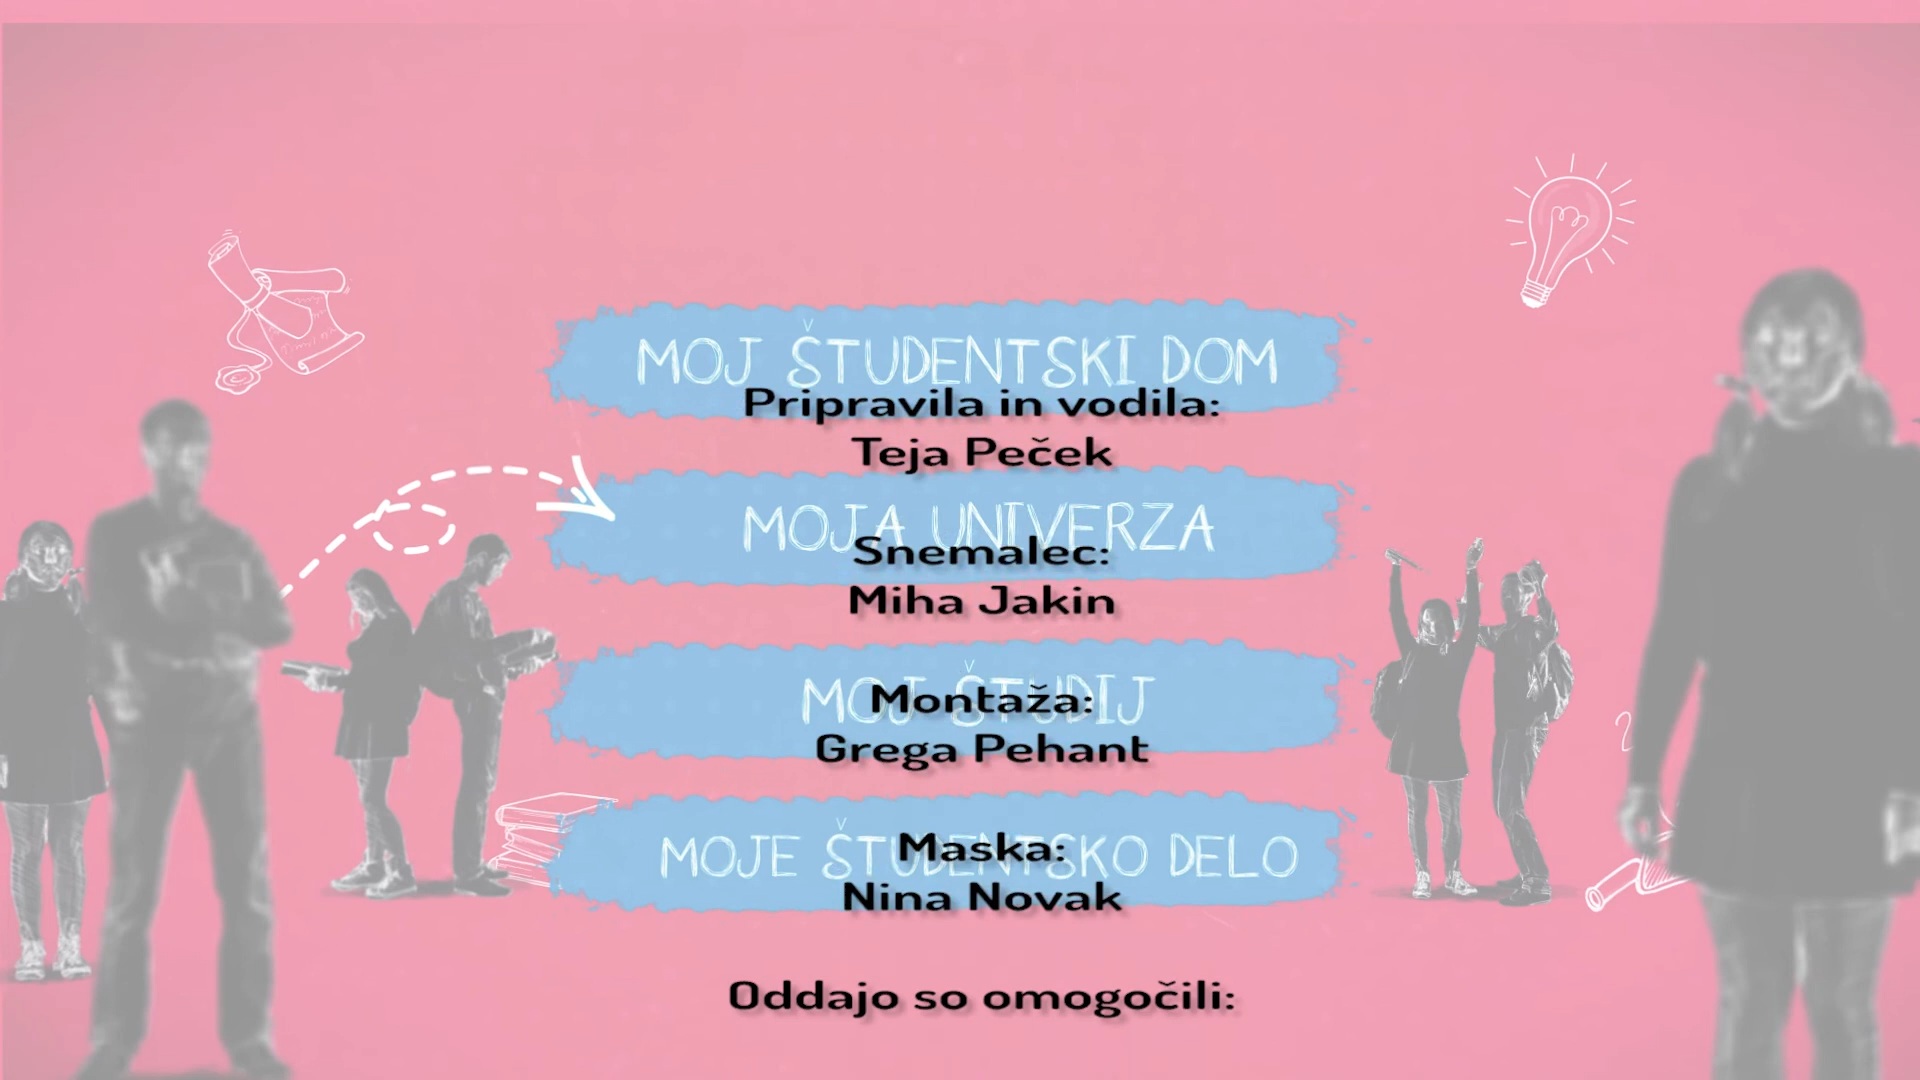 MOJ ŠTUDENTSKI DOM
Pripravila in vodila:
Teja Peček
MOJA UNIVERZA
Snemalec:
Miha Jakin
MOJ ŠTUDIJ
Montaža:
Grega Pehant
MOJE ŠTUDENTSKO DELO
Maska:
Nina Novak
Oddajo so omogočili: